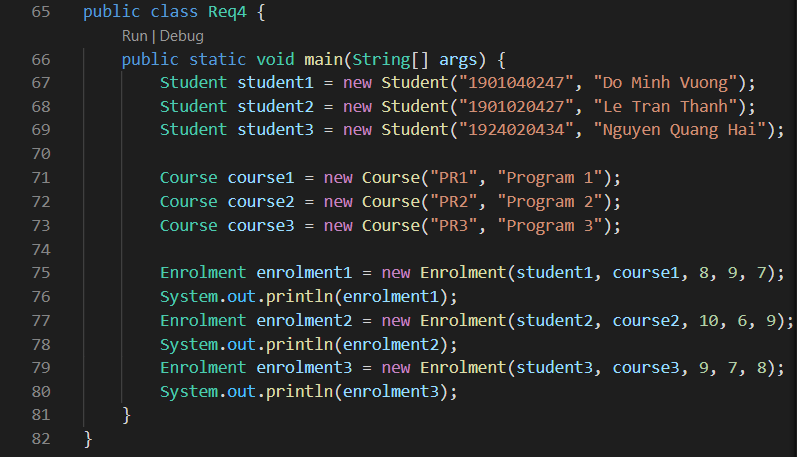 65 public class Req4 {
Run | Debug
66 public static void main(String[] args) {
67 Student student1 = new Student("1901040247", "Do Minh Vuong");
68 Student student2 = new Student("1901020427", "Le Tran Thanh");
69 Student student3 = new Student("1924020434", "Nguyen Quang Hai");
70
71 Course course1 = new Course("PR1", "Program 1");
72 Course course2 = new Course("PR2", "Program 2");
73 Course course3 = new Course("PR3", "Program 3");
74
75 Enrolment enrolment1 = new Enrolment(student1, course1, 8, 9, 7);
76 System.out.println(enrolment1);
77 Enrolment enrolment2 = new Enrolment(student2, course2, 10, 6, 9);
78 System.out.println(enrolment2);
79 Enrolment enrolment3 = new Enrolment(student3, course3, 9, 7, 8);
80 System.out.println(enrolment3);
81 }
82 }